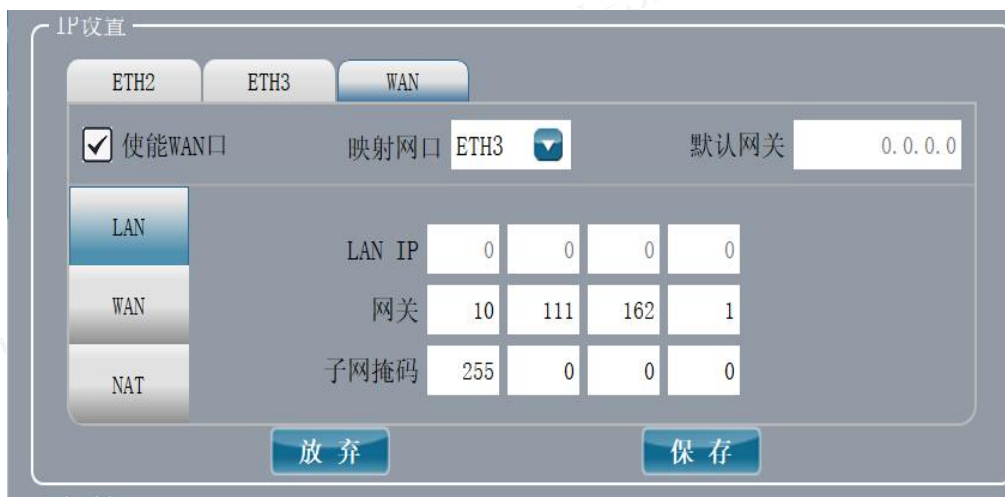 IP设置
ETH2 ETH3 WAN
使能WAN口 映射网口 ETH3 默认网关 0.0.0.0
LAN LAN IP 0 0 0 0
WAN 网关 10 111 162 1
NAT 子网掩码 255 0 0 0
放弃 保存